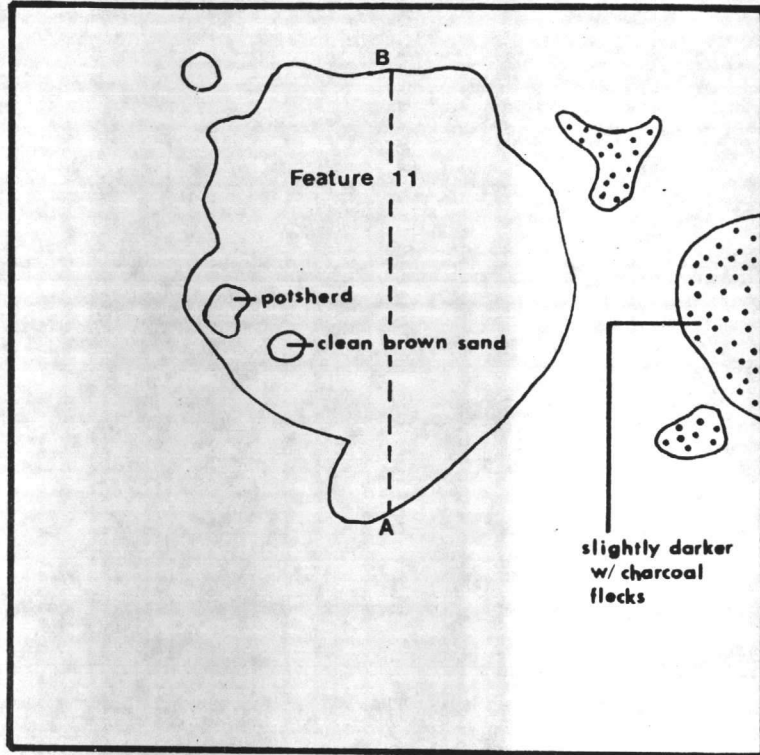 B
Feature 11
potsherd
clean brown sand
A
slightly darker
w/ charcoal
flecks